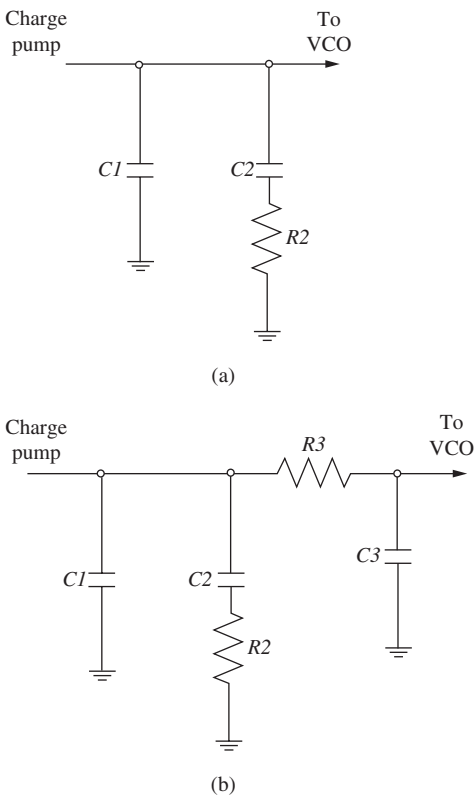 Charge
pump
To
VCO
C1
C2
R2
(a)
Charge
pump
R3
To
VCO
C1
C2
C3
R2
(b)